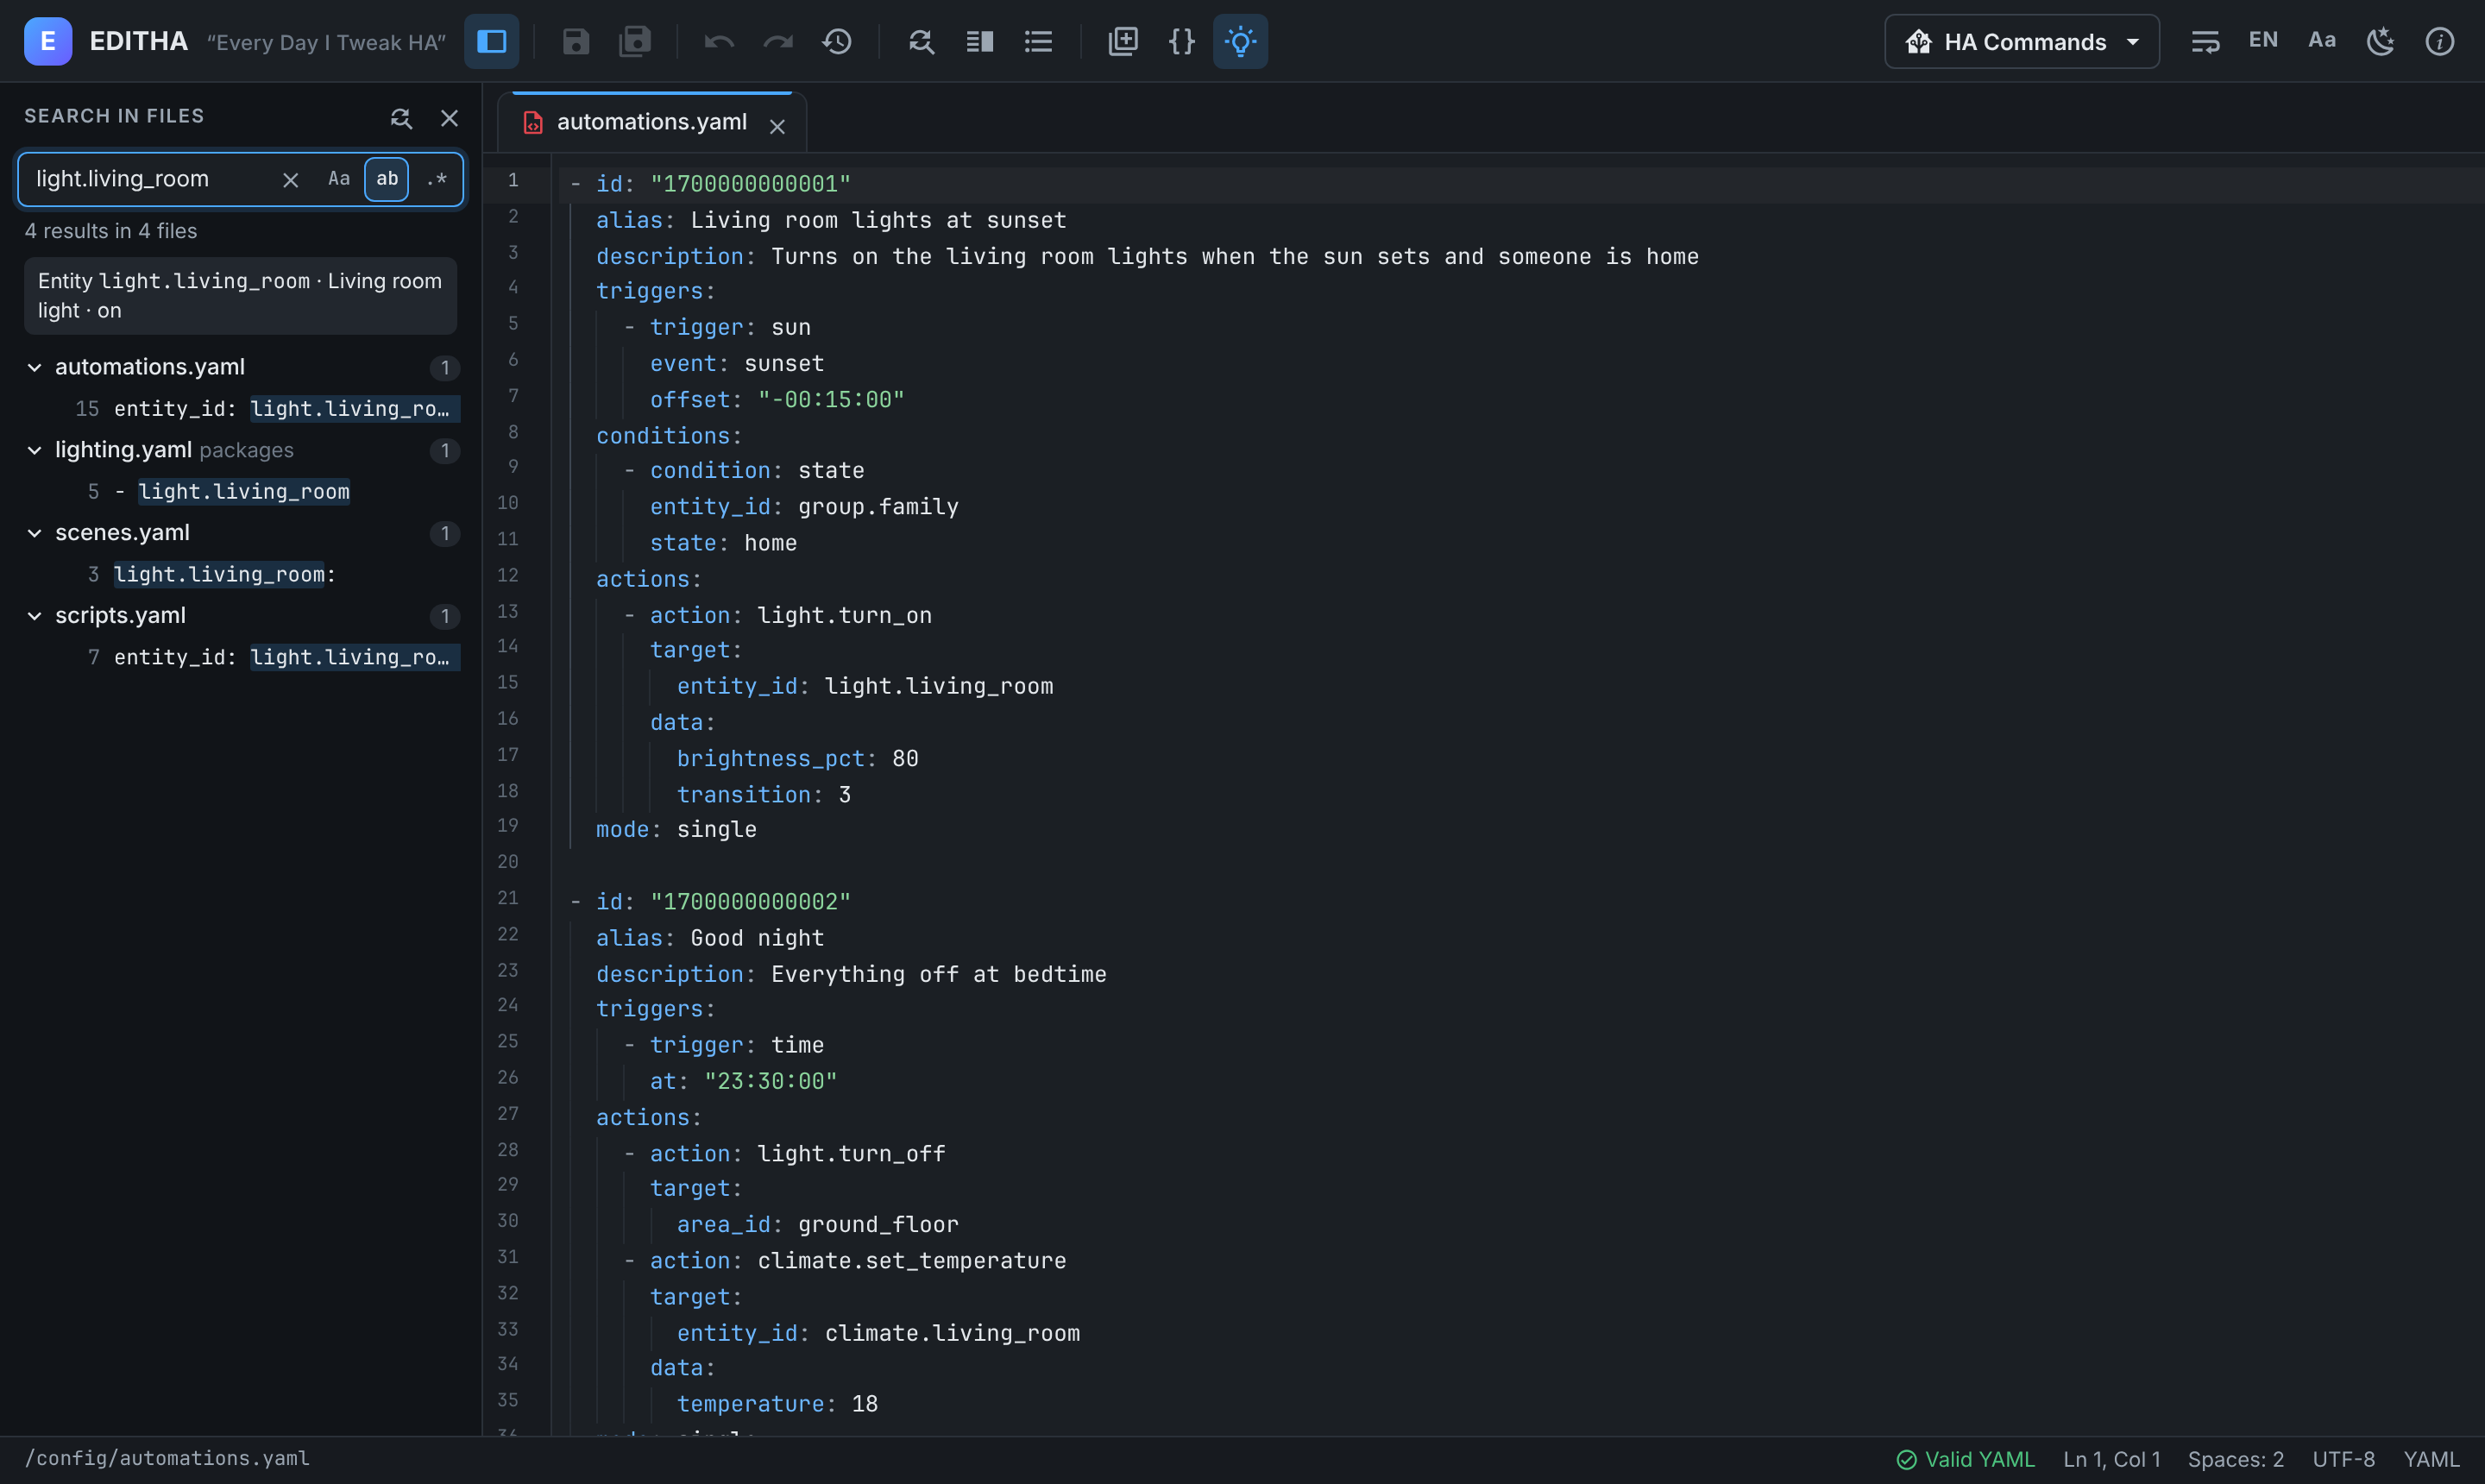 E EDITHA “Every Day I Tweak HA” {} HA Commands EN Aa
SEARCH IN FILES
light.living_room Aa ab .*
4 results in 4 files
Entity light.living_room · Living room
light · on
automations.yaml 1
15 entity_id: light.living_ro…
lighting.yaml packages 1
5 - light.living_room
scenes.yaml 1
3 light.living_room:
scripts.yaml 1
7 entity_id: light.living_ro…
automations.yaml
1 - id: "1700000000001"
2 alias: Living room lights at sunset
3 description: Turns on the living room lights when the sun sets and someone is home
4 triggers:
5 - trigger: sun
6 event: sunset
7 offset: "-00:15:00"
8 conditions:
9 - condition: state
10 entity_id: group.family
11 state: home
12 actions:
13 - action: light.turn_on
14 target:
15 entity_id: light.living_room
16 data:
17 brightness_pct: 80
18 transition: 3
19 mode: single
20
21 - id: "1700000000002"
22 alias: Good night
23 description: Everything off at bedtime
24 triggers:
25 - trigger: time
26 at: "23:30:00"
27 actions:
28 - action: light.turn_off
29 target:
30 area_id: ground_floor
31 - action: climate.set_temperature
32 target:
33 entity_id: climate.living_room
34 data:
35 temperature: 18
/config/automations.yaml
Valid YAML Ln 1, Col 1 Spaces: 2 UTF-8 YAML